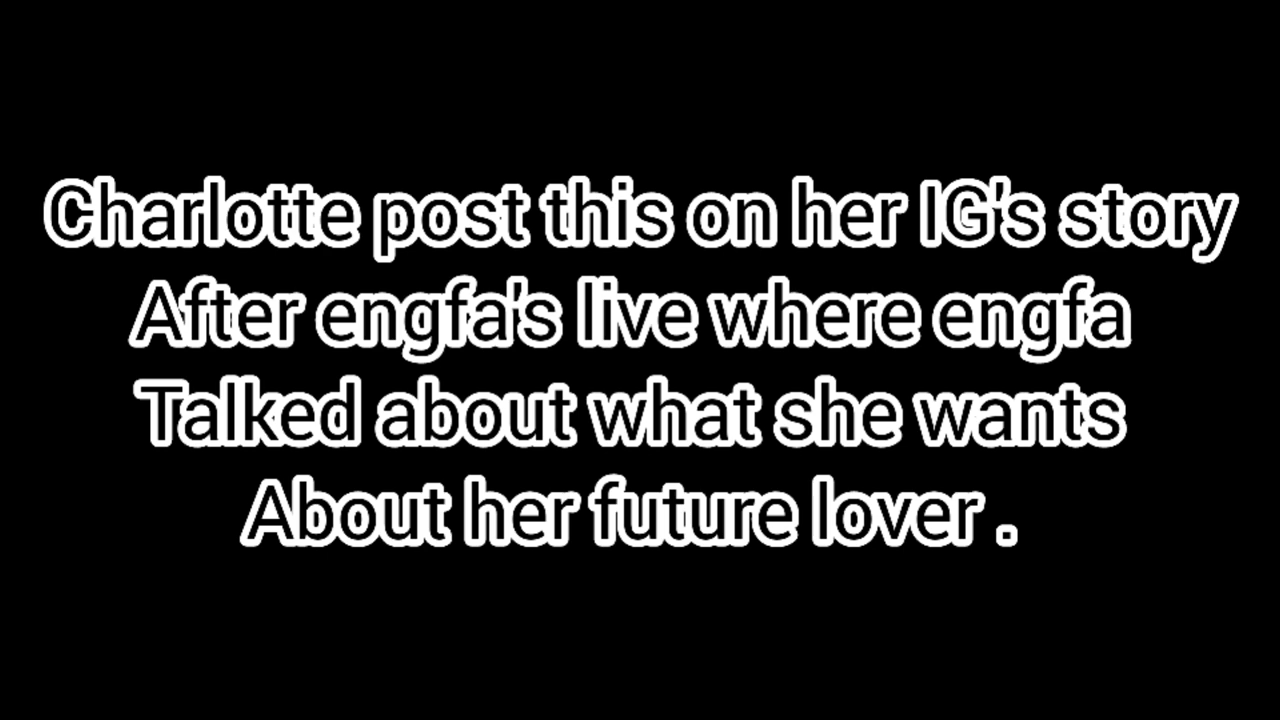 Charlotte post this on her IG's story
After engfa's live where engfa
Talked about what she wants
About her future lover .